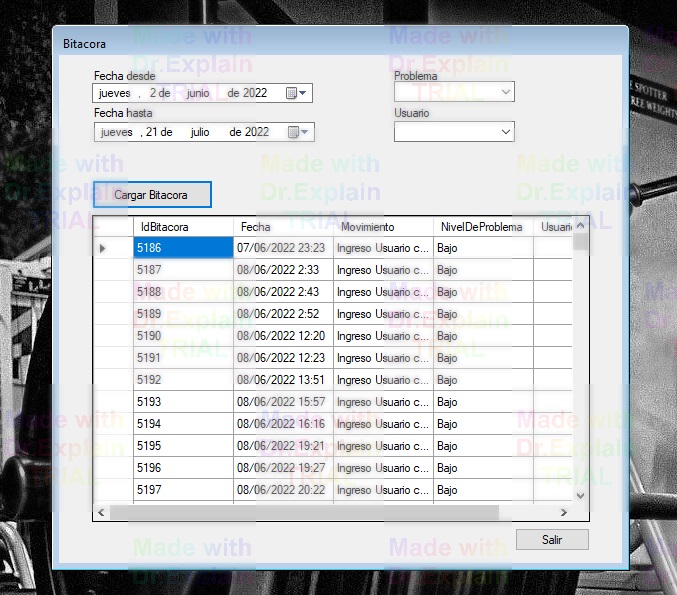 Bitacora
Fecha desde
jueves , 2 de junio de 2022
Problema
Fecha hasta
jueves , 21 de julio de 2022
Usuario
Cargar Bitacora
IdBitacora Fecha Movimiento NivelDeProblema Usuari
5186 07/06/2022 23:23 Ingreso Usuario c... Bajo
5187 08/06/2022 2:33 Ingreso Usuario c... Bajo
5188 08/06/2022 2:43 Ingreso Usuario c... Bajo
5189 08/06/2022 2:52 Ingreso Usuario c... Bajo
5190 08/06/2022 12:20 Ingreso Usuario c... Bajo
5191 08/06/2022 12:23 Ingreso Usuario c... Bajo
5192 08/06/2022 13:51 Ingreso Usuario c... Bajo
5193 08/06/2022 15:57 Ingreso Usuario c... Bajo
5194 08/06/2022 16:16 Ingreso Usuario c... Bajo
5195 08/06/2022 19:21 Ingreso Usuario c... Bajo
5196 08/06/2022 19:27 Ingreso Usuario c... Bajo
5197 08/06/2022 20:22 Ingreso Usuario c... Bajo
Salir
SPOTTER
REE WEIGHTS
Made with
Dr.Explain
TRIAL